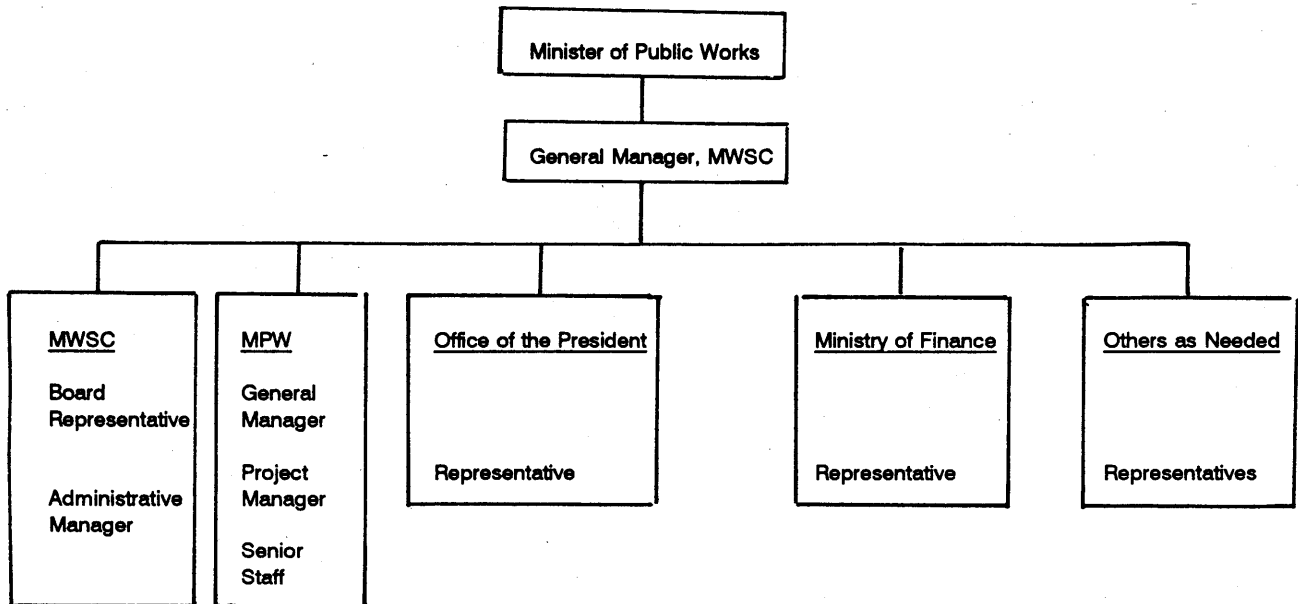 Minister of Public Works
General Manager, MWSC
MWSC
Board
Representative
Administrative
Manager
MPW
General
Manager
Project
Manager
Senior
Staff
Office of the President
Representative
Ministry of Finance
Representative
Others as Needed
Representatives